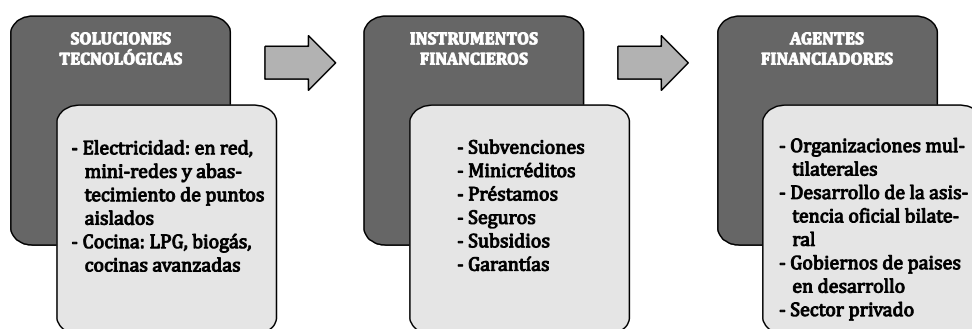 SOLUCIONES
TECNOLÓGICAS
- Electricidad: en red,
mini-redes y abas-
tecimiento de puntos
aislados
- Cocina: LPG, biogás,
cocinas avanzadas
INSTRUMENTOS
FINANCIEROS
- Subvenciones
- Minicréditos
- Préstamos
- Seguros
- Subsidios
- Garantías
AGENTES
FINANCIADORES
- Organizaciones mul-
tilaterales
- Desarrollo de la asis-
tencia oficial bilate-
ral
- Gobiernos de paises
en desarrollo
- Sector privado